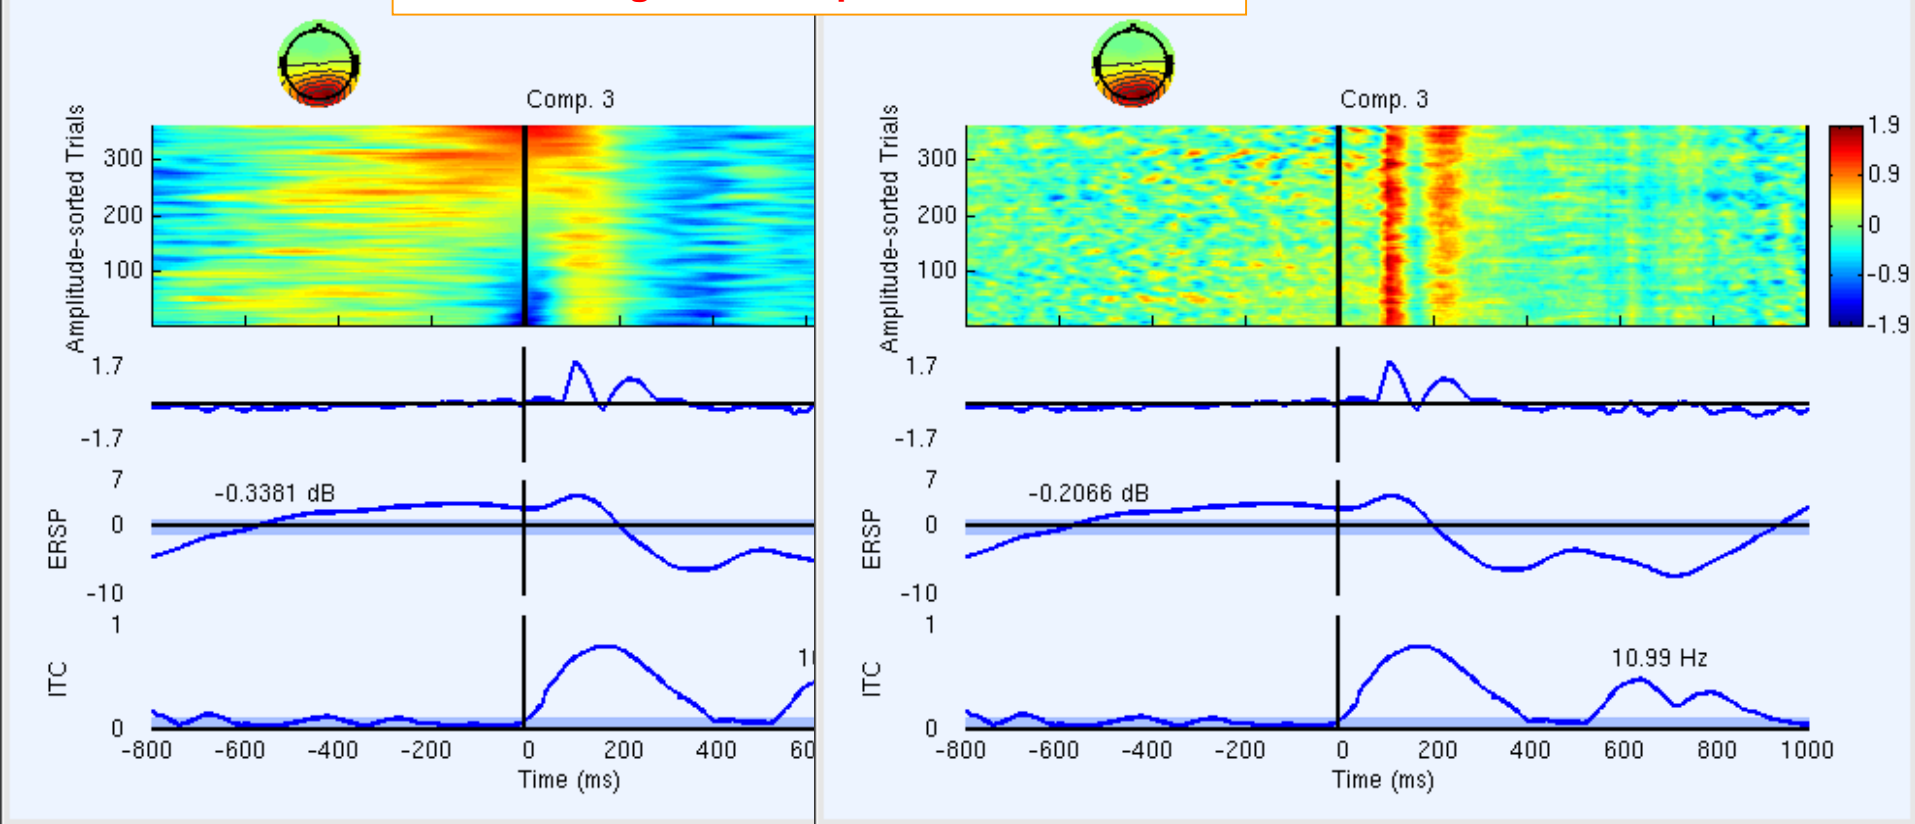 Comp. 3
Amplitude-sorted Trials
300
200
100
1.7
-1.7
7
-0.3381 dB
0
ERSP
-10
1
ITC
0
-800 -600 -400 -200 0 200 400
Time (ms)
Comp. 3
Amplitude-sorted Trials
300
200
100
1.9
0.9
0
-0.9
-1.9
1.7
-1.7
7
-0.2066 dB
0
ERSP
-10
1
10.99 Hz
ITC
0
-800 -600 -400 -200 0 200 400 600 800 1000
Time (ms)